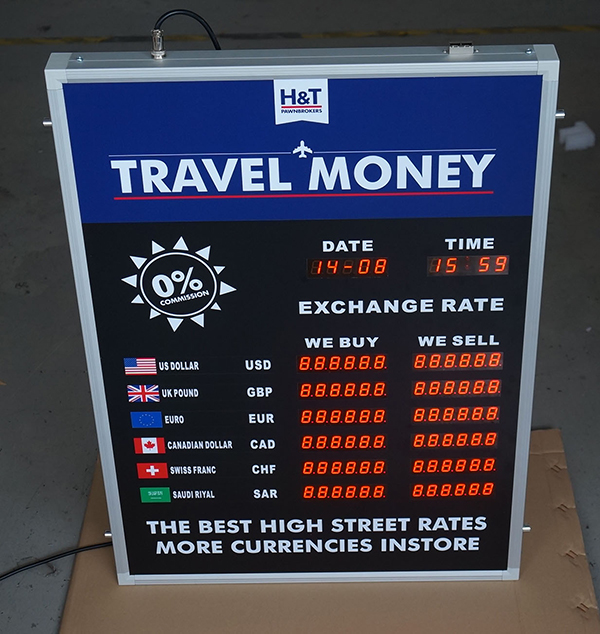 H&T
PAWNBROKERS
TRAVEL MONEY
DATE TIME
14-08 15 59
0%
COMMISSION
EXCHANGE RATE
WE BUY WE SELL
US DOLLAR USD 8.8.8.8.8.8. 8.8.8.8.8.8.
UK POUND GBP 8.8.8.8.8.8. 8.8.8.8.8.8.
EURO EUR 8.8.8.8.8.8. 8.8.8.8.8.8.
CANADIAN DOLLAR CAD 8.8.8.8.8.8. 8.8.8.8.8.8.
SWISS FRANC CHF 8.8.8.8.8.8. 8.8.8.8.8.8.
SAUDI RIYAL SAR 8.8.8.8.8.8. 8.8.8.8.8.8.
THE BEST HIGH STREET RATES
MORE CURRENCIES INSTORE